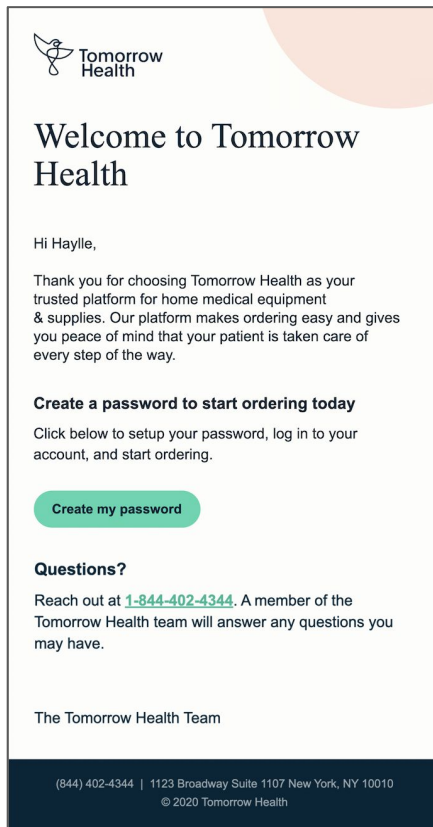 Tomorrow
Health
Welcome to Tomorrow
Health
Hi Haylle,
Thank you for choosing Tomorrow Health as your
trusted platform for home medical equipment
& supplies. Our platform makes ordering easy and gives
you peace of mind that your patient is taken care of
every step of the way.
Create a password to start ordering today
Click below to setup your password, log in to your
account, and start ordering.
Create my password
Questions?
Reach out at 1-844-402-4344. A member of the
Tomorrow Health team will answer any questions you
may have.
The Tomorrow Health Team
(844) 402-4344 | 1123 Broadway Suite 1107 New York, NY 10010
© 2020 Tomorrow Health